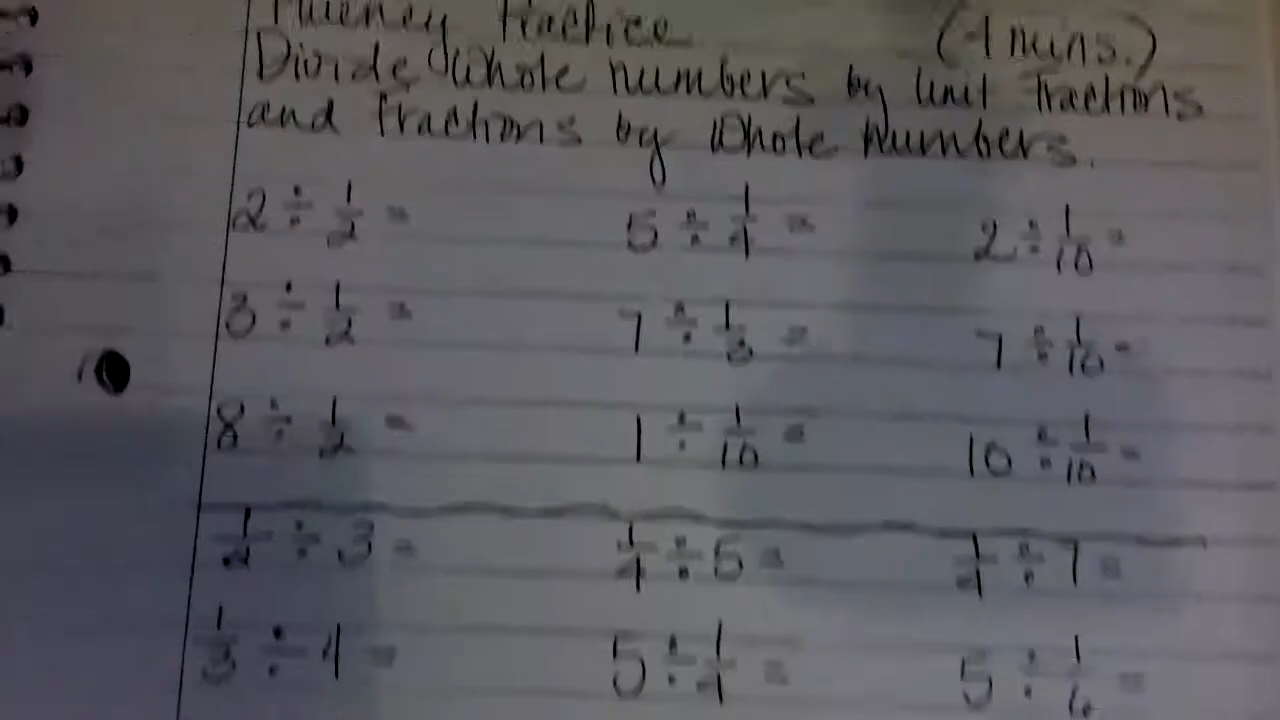 Fluency Practice (4 mins.)
Divide Whole numbers by Unit Fractions
and Fractions by Whole Numbers.
2 ÷ 1/2 = 5 ÷ 1/4 = 2 ÷ 1/10 =
3 ÷ 1/2 = 7 ÷ 1/3 = 7 ÷ 1/10 =
8 ÷ 1/2 = 1 ÷ 1/10 = 10 ÷ 1/10 =
1/2 ÷ 3 = 1/4 ÷ 5 = 1/4 ÷ 7 =
1/3 ÷ 4 = 5 ÷ 1/4 = 5 ÷ 1/6 =